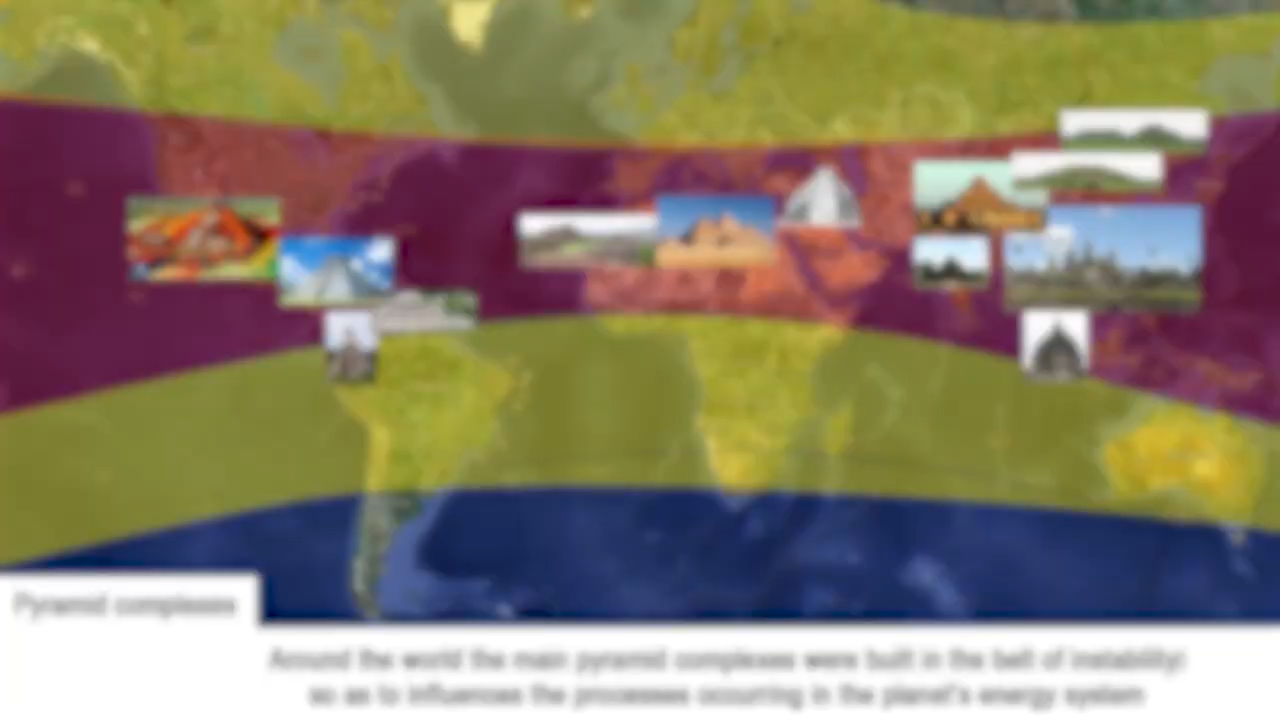 Pyramid complexes
Around the world the main pyramid complexes were built in the belt of instability:
so as to influences the processes occurring in the planet's energy system